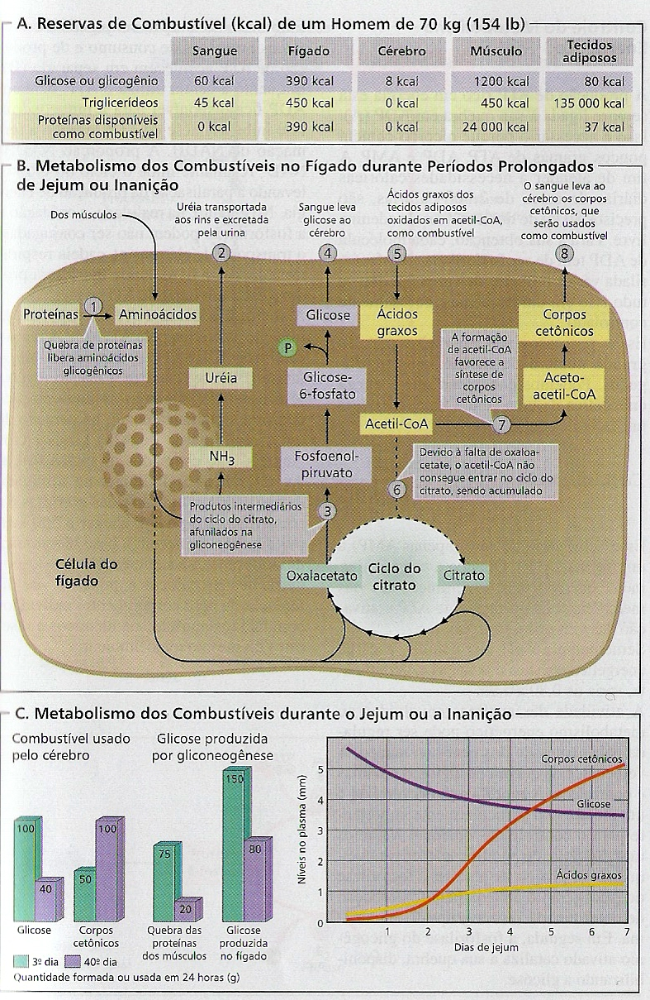 A. Reservas de Combustível (kcal) de um Homem de 70 kg (154 lb)
Sangue Fígado Cérebro Músculo Tecidos adiposos
Glicose ou glicogênio 60 kcal 390 kcal 8 kcal 1200 kcal 80 kcal
Triglicerídeos 45 kcal 450 kcal 0 kcal 450 kcal 135 000 kcal
Proteínas disponíveis
como combustível 0 kcal 390 kcal 0 kcal 24 000 kcal 37 kcal
B. Metabolismo dos Combustíveis no Fígado durante Períodos Prolongados
de Jejum ou Inanição
Dos músculos
Uréia transportada
aos rins e excretada
pela urina
2
Sangue leva
glicose ao
cérebro
4
Ácidos graxos dos
tecidos adiposos
oxidados em acetil-CoA,
como combustível
5
O sangue leva ao
cérebro os corpos
cetônicos, que
serão usados
como combustível
8
Proteínas
1
Aminoácidos
Quebra de proteínas
libera aminoácidos
glicogênicos
Uréia
NH3
Glicose
P
Glicose-
6-fosfato
Fosfoenol-
piruvato
3
Produtos intermediários
do ciclo do citrato,
afunilados na
gliconeogênese
Ácidos
graxos
Acetil-CoA
A formação
de acetil-CoA
favorece a
síntese de
corpos
cetônicos
7
Corpos
cetônicos
Aceto-
acetil-CoA
Devido à falta de oxaloa-
cetate, o acetil-CoA não
consegue entrar no ciclo do
citrato, sendo acumulado
6
Célula do
fígado
Oxalacetato
Ciclo do
citrato
Citrato
C. Metabolismo dos Combustíveis durante o Jejum ou a Inanição
Combustível usado
pelo cérebro
100
40
50
100
Glicose
Corpos
cetônicos
Glicose produzida
por gliconeogênese
75
20
150
80
Quebra das
proteínas
dos músculos
Glicose
produzida
no fígado
3º dia 40º dia
Quantidade formada ou usada em 24 horas (g)
Níveis no plasma (mm)
5
4
3
2
1
0
Corpos cetônicos
Glicose
Ácidos graxos
1 2 3 4 5 6 7
Dias de jejum